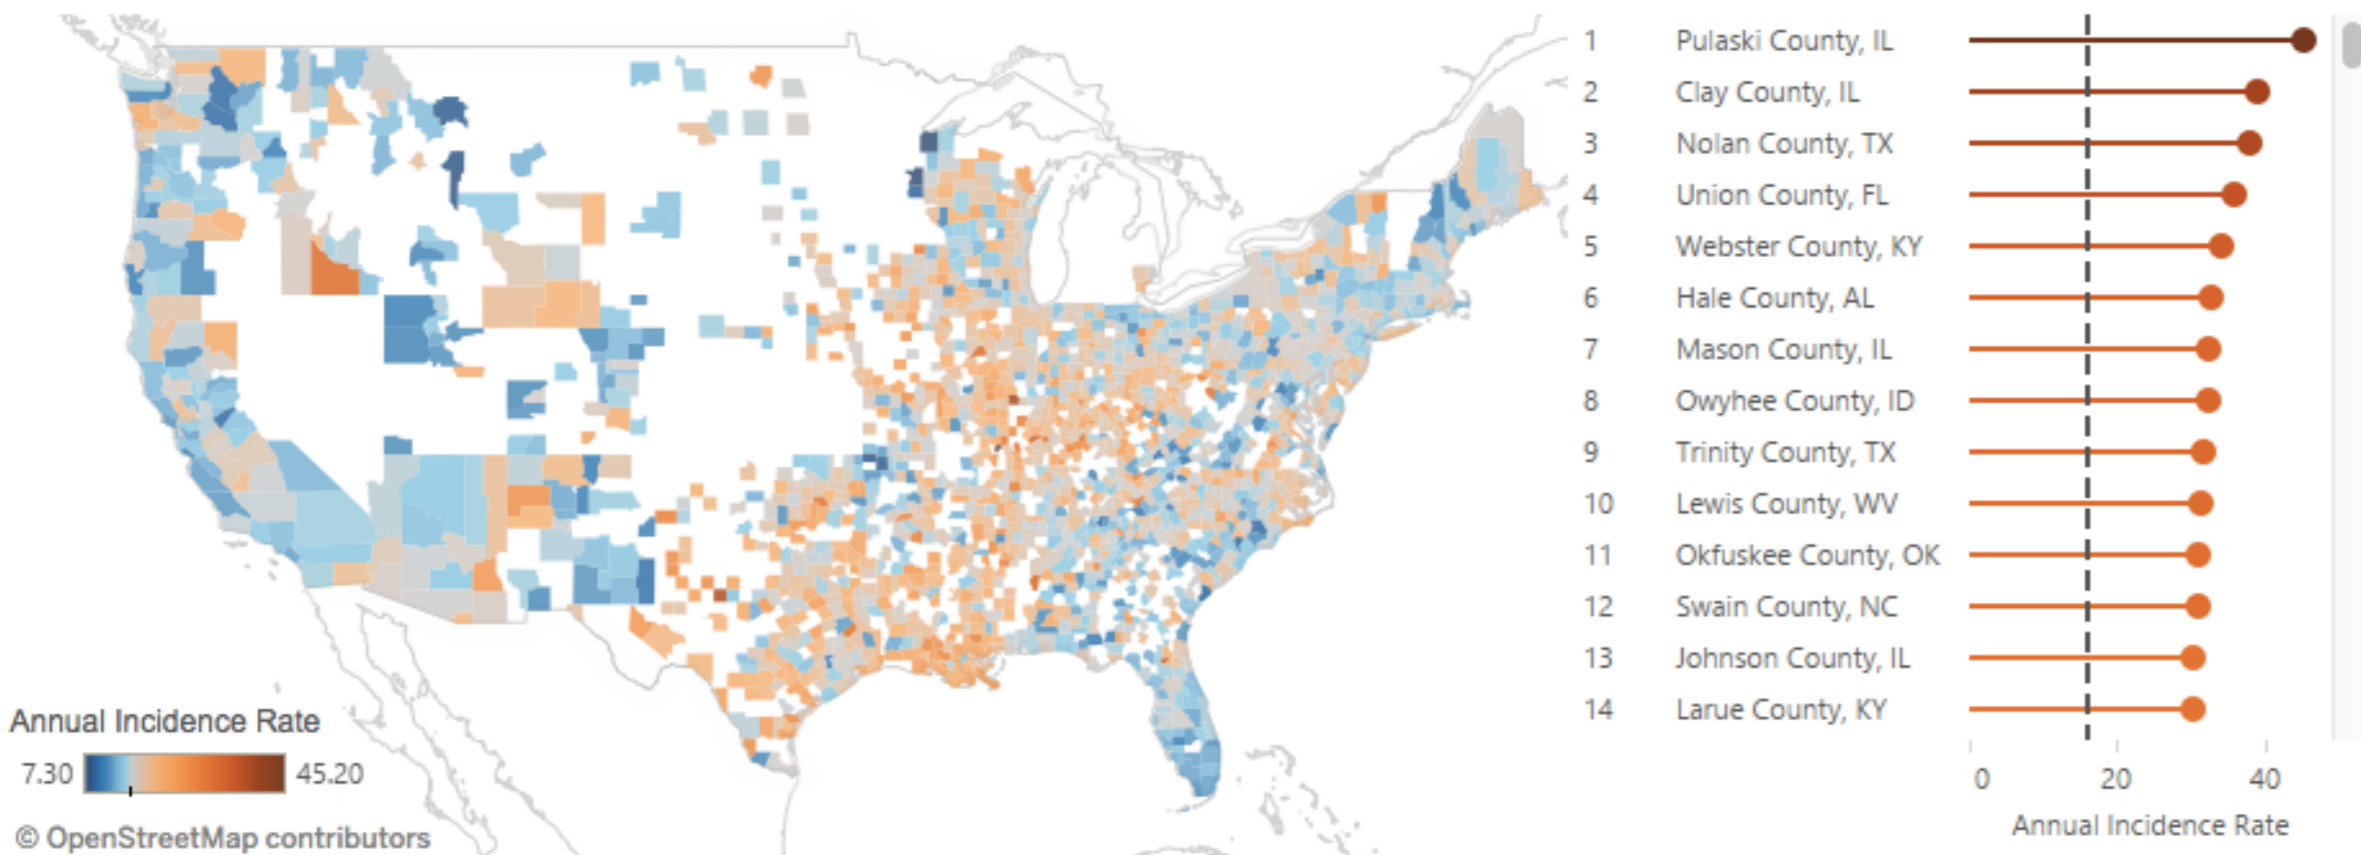 1 Pulaski County, IL
2 Clay County, IL
3 Nolan County, TX
4 Union County, FL
5 Webster County, KY
6 Hale County, AL
7 Mason County, IL
8 Owyhee County, ID
9 Trinity County, TX
10 Lewis County, WV
11 Okfuskee County, OK
12 Swain County, NC
13 Johnson County, IL
14 Larue County, KY
0 20 40
Annual Incidence Rate
Annual Incidence Rate
7.30 45.20
© OpenStreetMap contributors